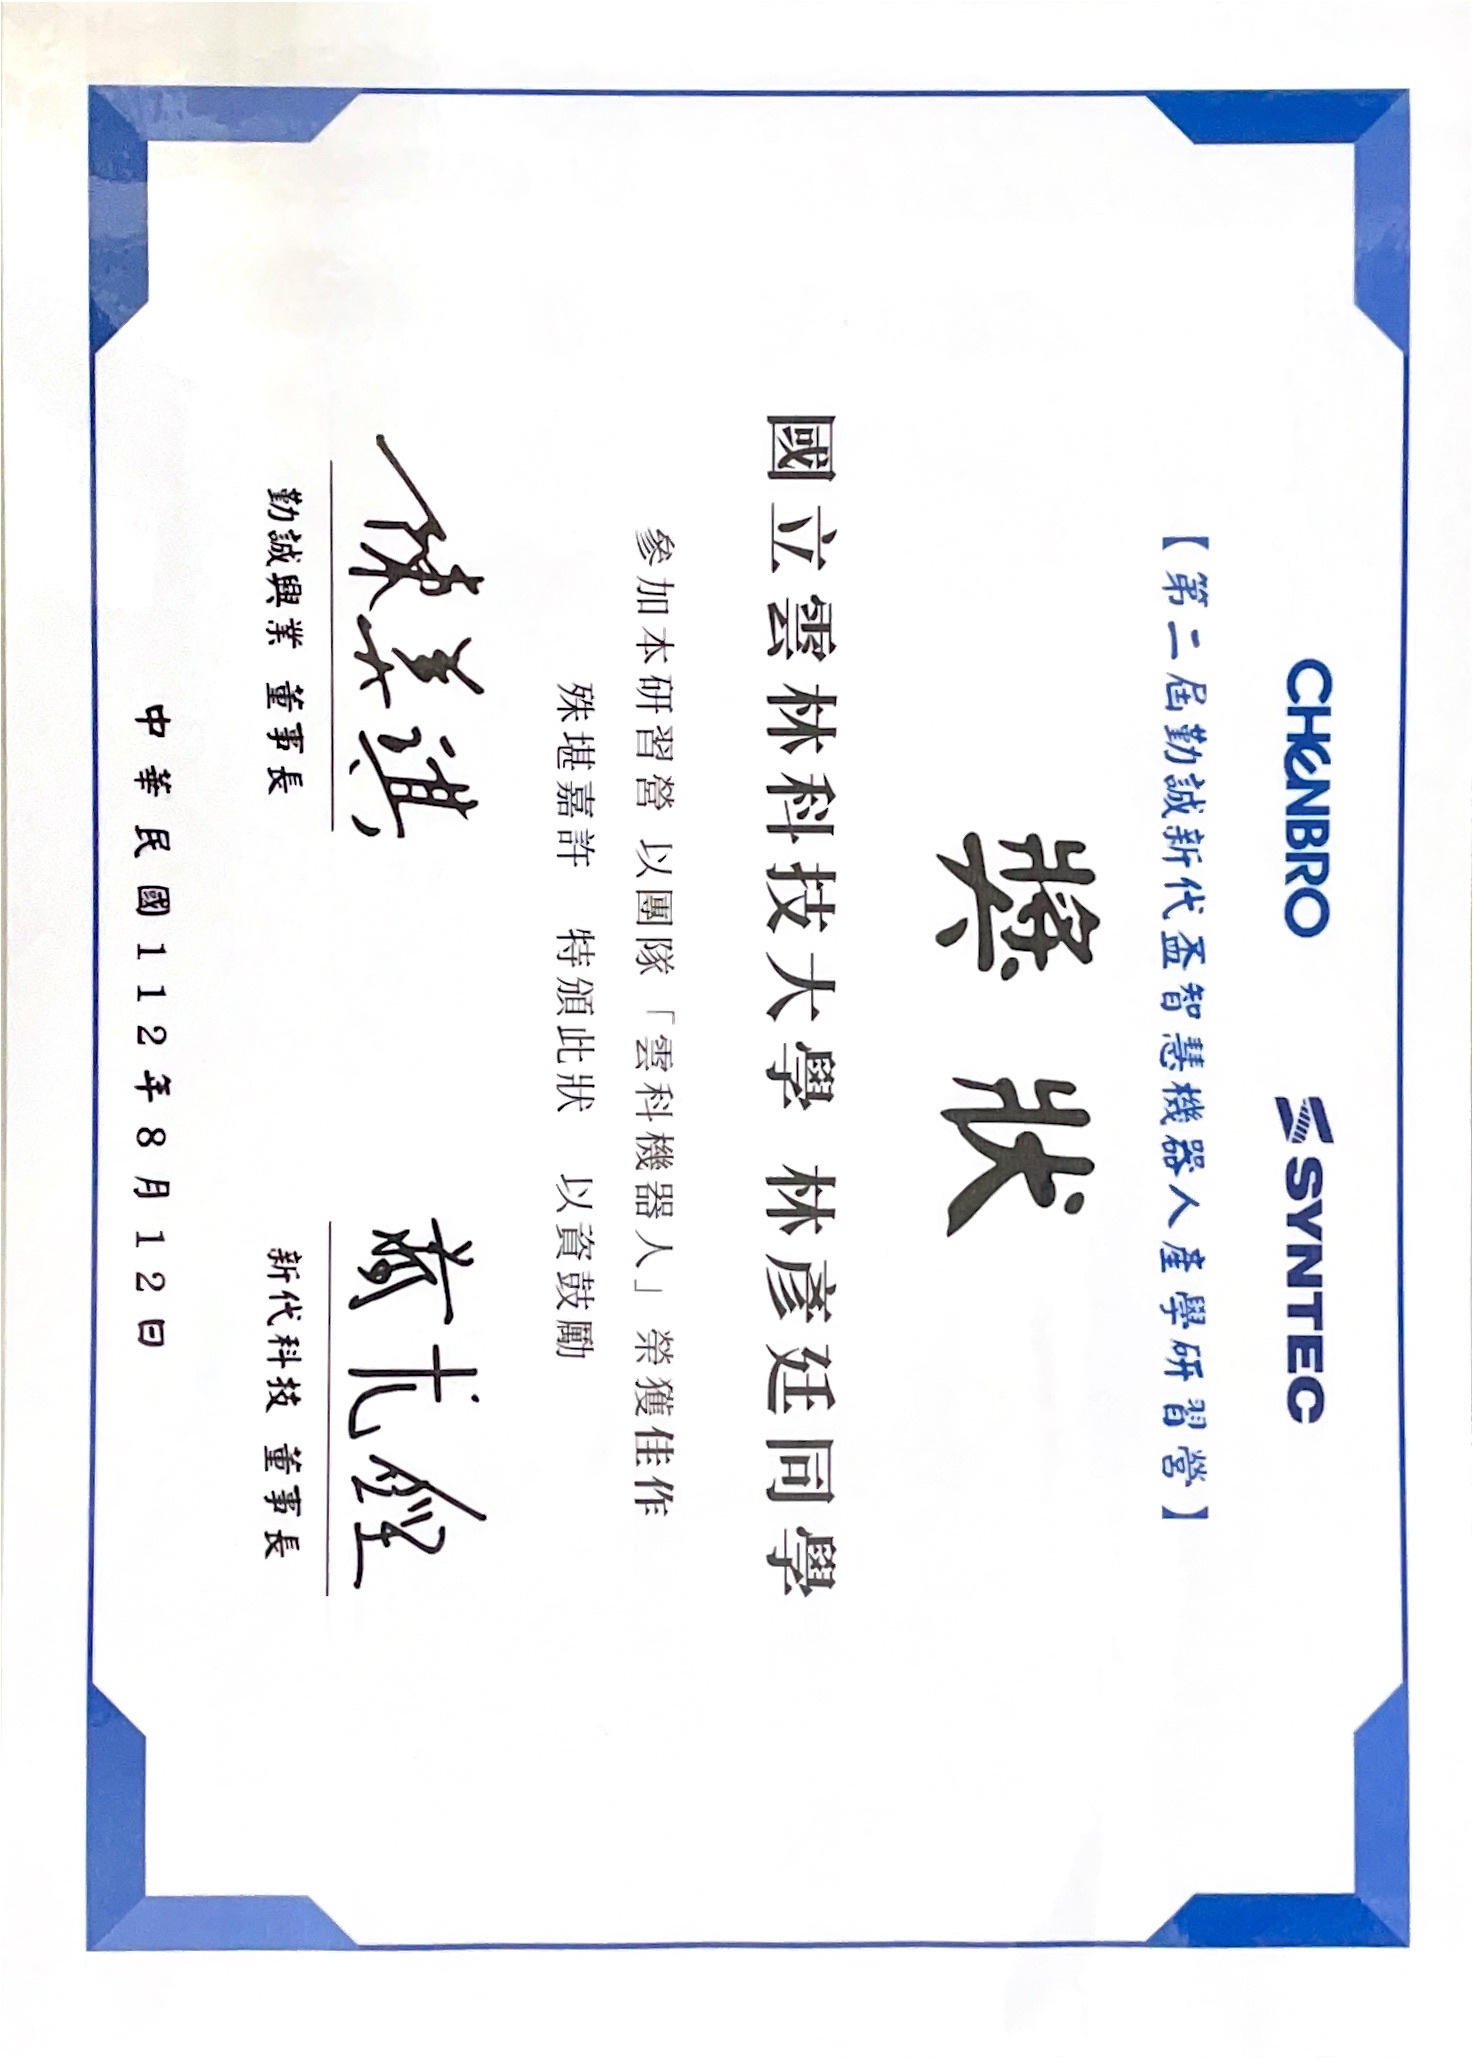 CHENBRO SYNTEC
【第二屆勤誠新代盃智慧機器人產學研習營】
獎狀
國立雲林科技大學 林彥廷同學
參加本研習營 以團隊「雲科機器人」榮獲佳作
殊堪嘉許 特頒此狀 以資鼓勵
陳美琪
勤誠興業 董事長 新代科技 董事長
中華民國112年8月12日